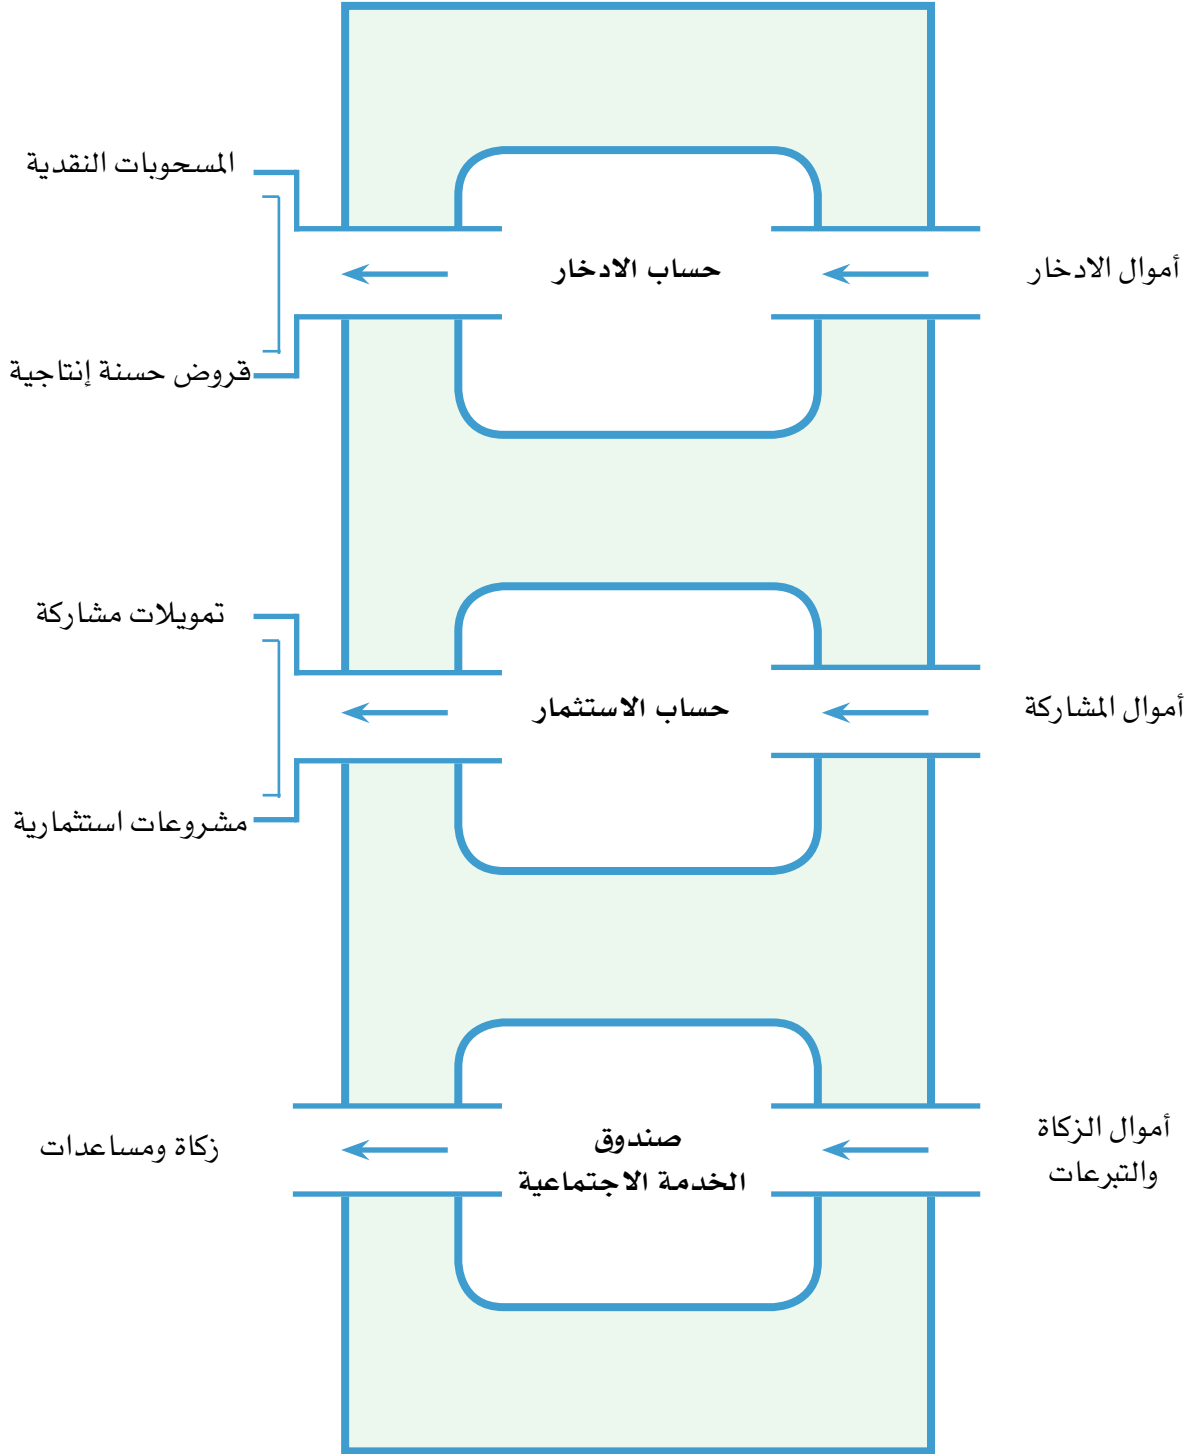 أموال الادخار
حساب الادخار
المسحوبات النقدية
قروض حسنة إنتاجية
أموال المشاركة
حساب الاستثمار
تمويلات مشاركة
مشروعات استثمارية
أموال الزكاة
والتبرعات
صندوق
الخدمة الاجتماعية
زكاة ومساعدات